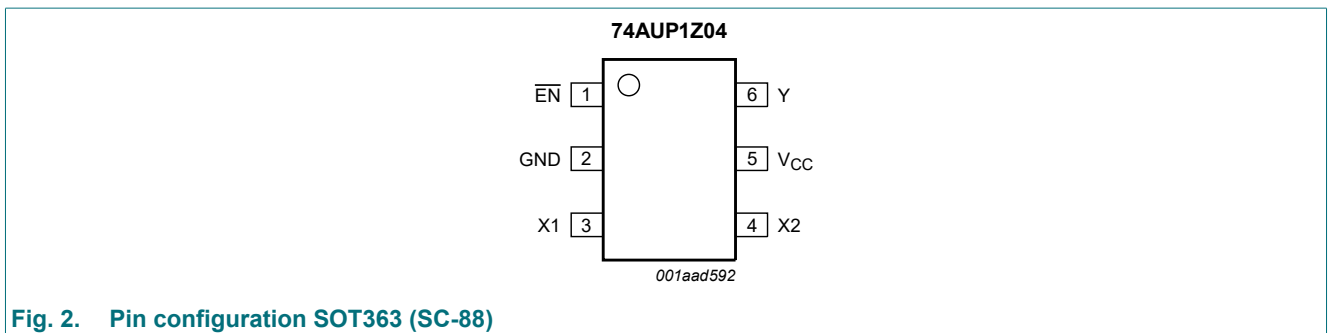 74AUP1Z04
E̅N̅ 1 6 Y
GND 2 5 VCC
X1 3 4 X2
001aad592
Fig. 2. Pin configuration SOT363 (SC-88)